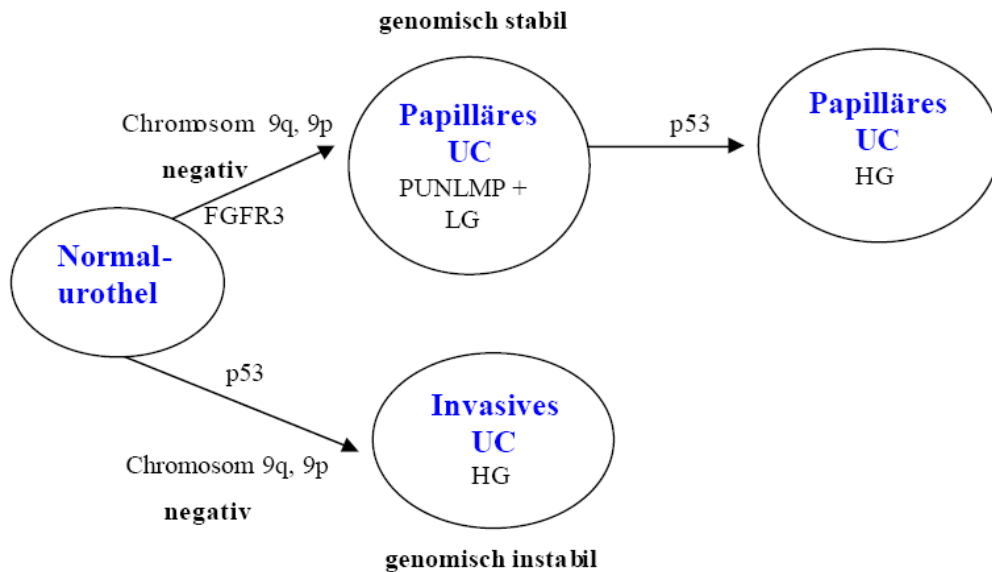 genomisch stabil
Chromosom 9q, 9p
negativ
FGFR3
Papilläres
UC
PUNLMP +
LG
p53
Papilläres
UC
HG
Normal-
urothel
p53
Chromosom 9q, 9p
negativ
Invasives
UC
HG
genomisch instabil